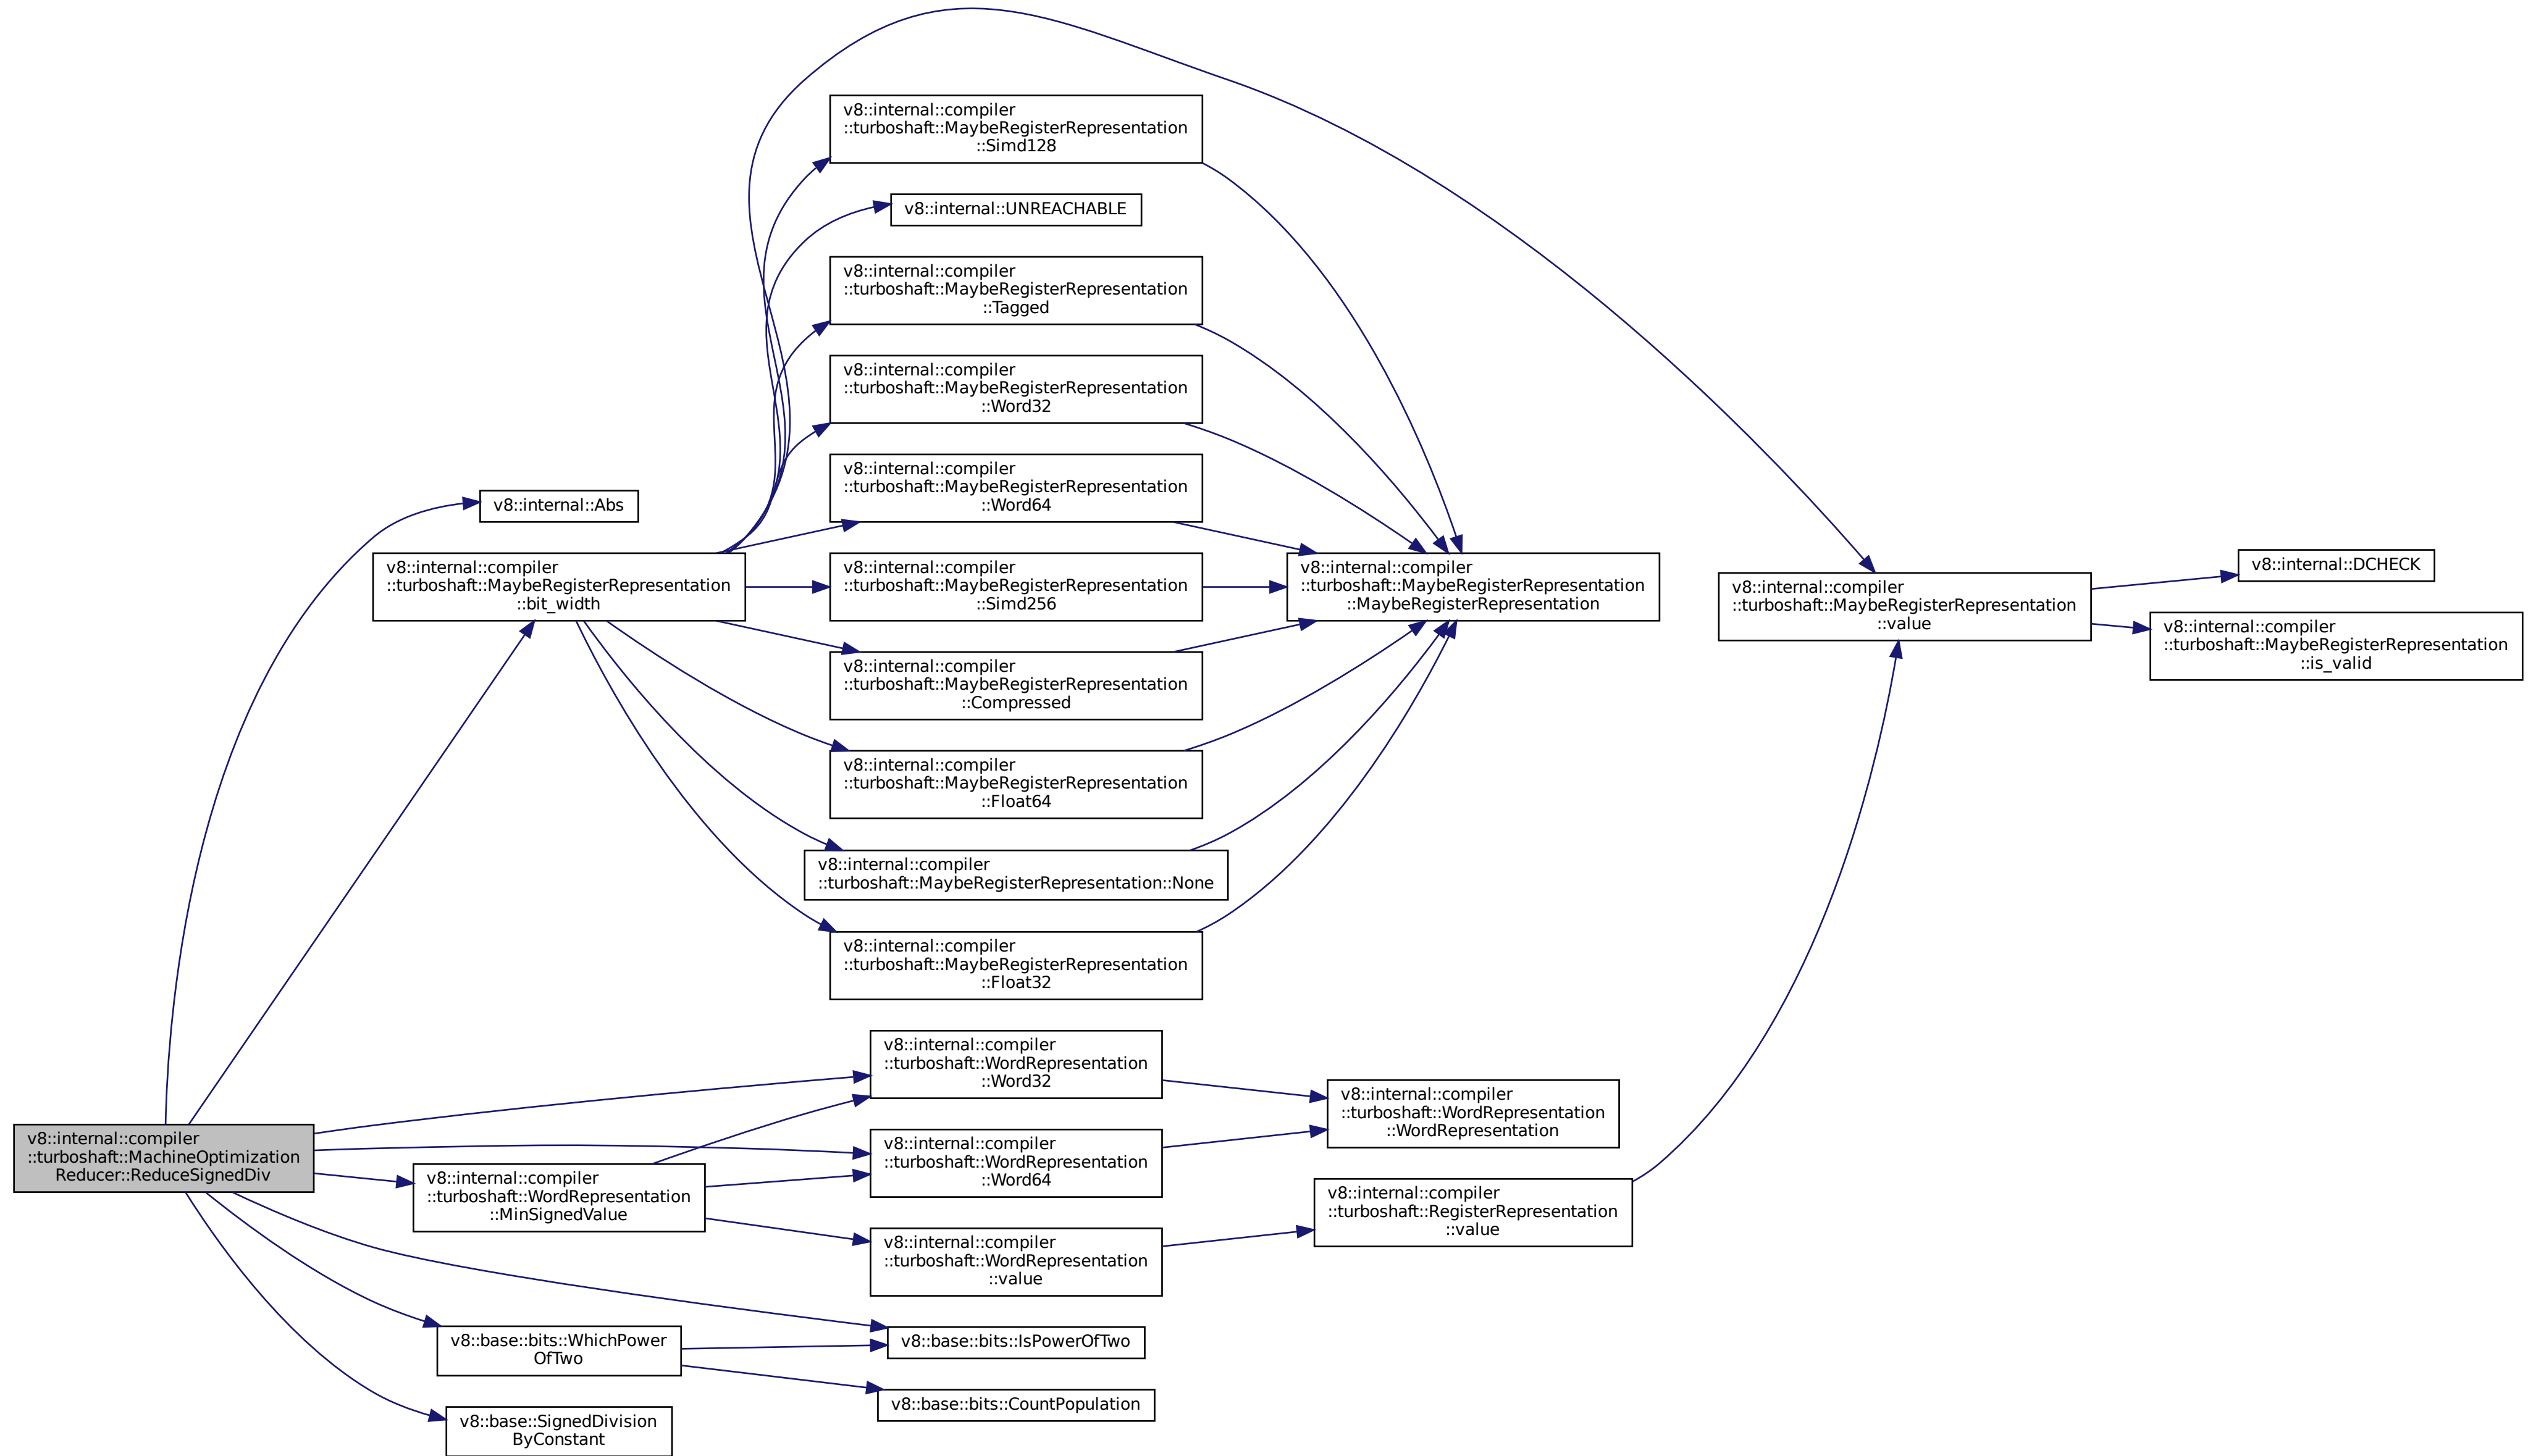 v8::internal::compiler
::turboshaft::MaybeRegisterRepresentation
::Simd128
v8::internal::UNREACHABLE
v8::internal::compiler
::turboshaft::MaybeRegisterRepresentation
::Tagged
v8::internal::compiler
::turboshaft::MaybeRegisterRepresentation
::Word32
v8::internal::compiler
::turboshaft::MaybeRegisterRepresentation
::Word64
v8::internal::Abs
v8::internal::compiler
::turboshaft::MaybeRegisterRepresentation
::bit_width
v8::internal::compiler
::turboshaft::MaybeRegisterRepresentation
::Simd256
v8::internal::compiler
::turboshaft::MaybeRegisterRepresentation
::MaybeRegisterRepresentation
v8::internal::compiler
::turboshaft::MaybeRegisterRepresentation
::value
v8::internal::DCHECK
v8::internal::compiler
::turboshaft::MaybeRegisterRepresentation
::is_valid
v8::internal::compiler
::turboshaft::MaybeRegisterRepresentation
::Compressed
v8::internal::compiler
::turboshaft::MaybeRegisterRepresentation
::Float64
v8::internal::compiler
::turboshaft::MaybeRegisterRepresentation::None
v8::internal::compiler
::turboshaft::MaybeRegisterRepresentation
::Float32
v8::internal::compiler
::turboshaft::WordRepresentation
::Word32
v8::internal::compiler
::turboshaft::WordRepresentation
::WordRepresentation
v8::internal::compiler
::turboshaft::MachineOptimization
Reducer::ReduceSignedDiv
v8::internal::compiler
::turboshaft::WordRepresentation
::Word64
v8::internal::compiler
::turboshaft::WordRepresentation
::MinSignedValue
v8::internal::compiler
::turboshaft::RegisterRepresentation
::value
v8::internal::compiler
::turboshaft::WordRepresentation
::value
v8::base::bits::WhichPower
OfTwo
v8::base::bits::IsPowerOfTwo
v8::base::bits::CountPopulation
v8::base::SignedDivision
ByConstant